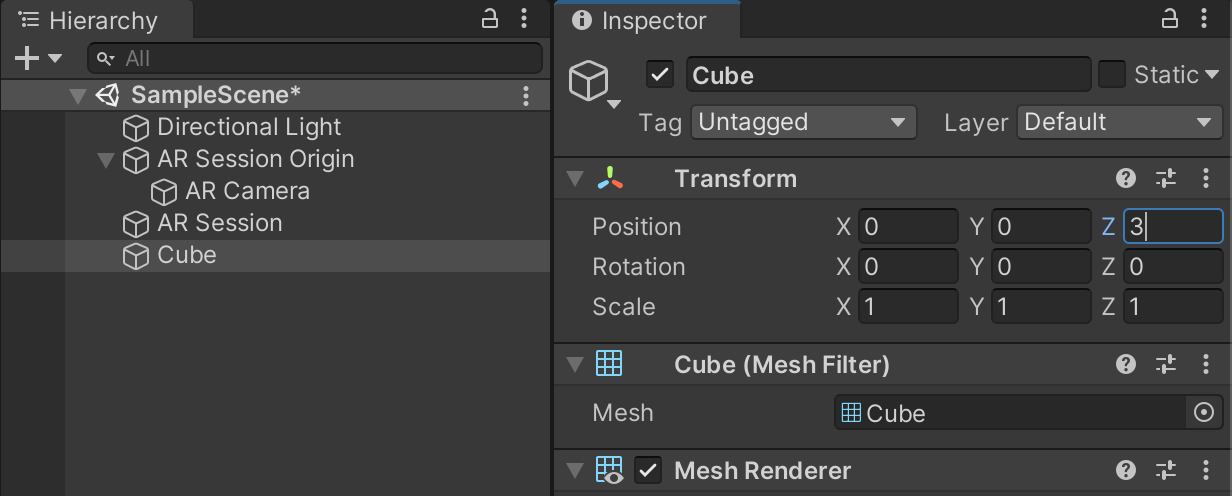 Hierarchy
All
SampleScene*
Directional Light
AR Session Origin
AR Camera
AR Session
Cube
Inspector
Cube Static
Tag Untagged Layer Default
Transform
Position X 0 Y 0 Z 3
Rotation X 0 Y 0 Z 0
Scale X 1 Y 1 Z 1
Cube (Mesh Filter)
Mesh Cube
Mesh Renderer